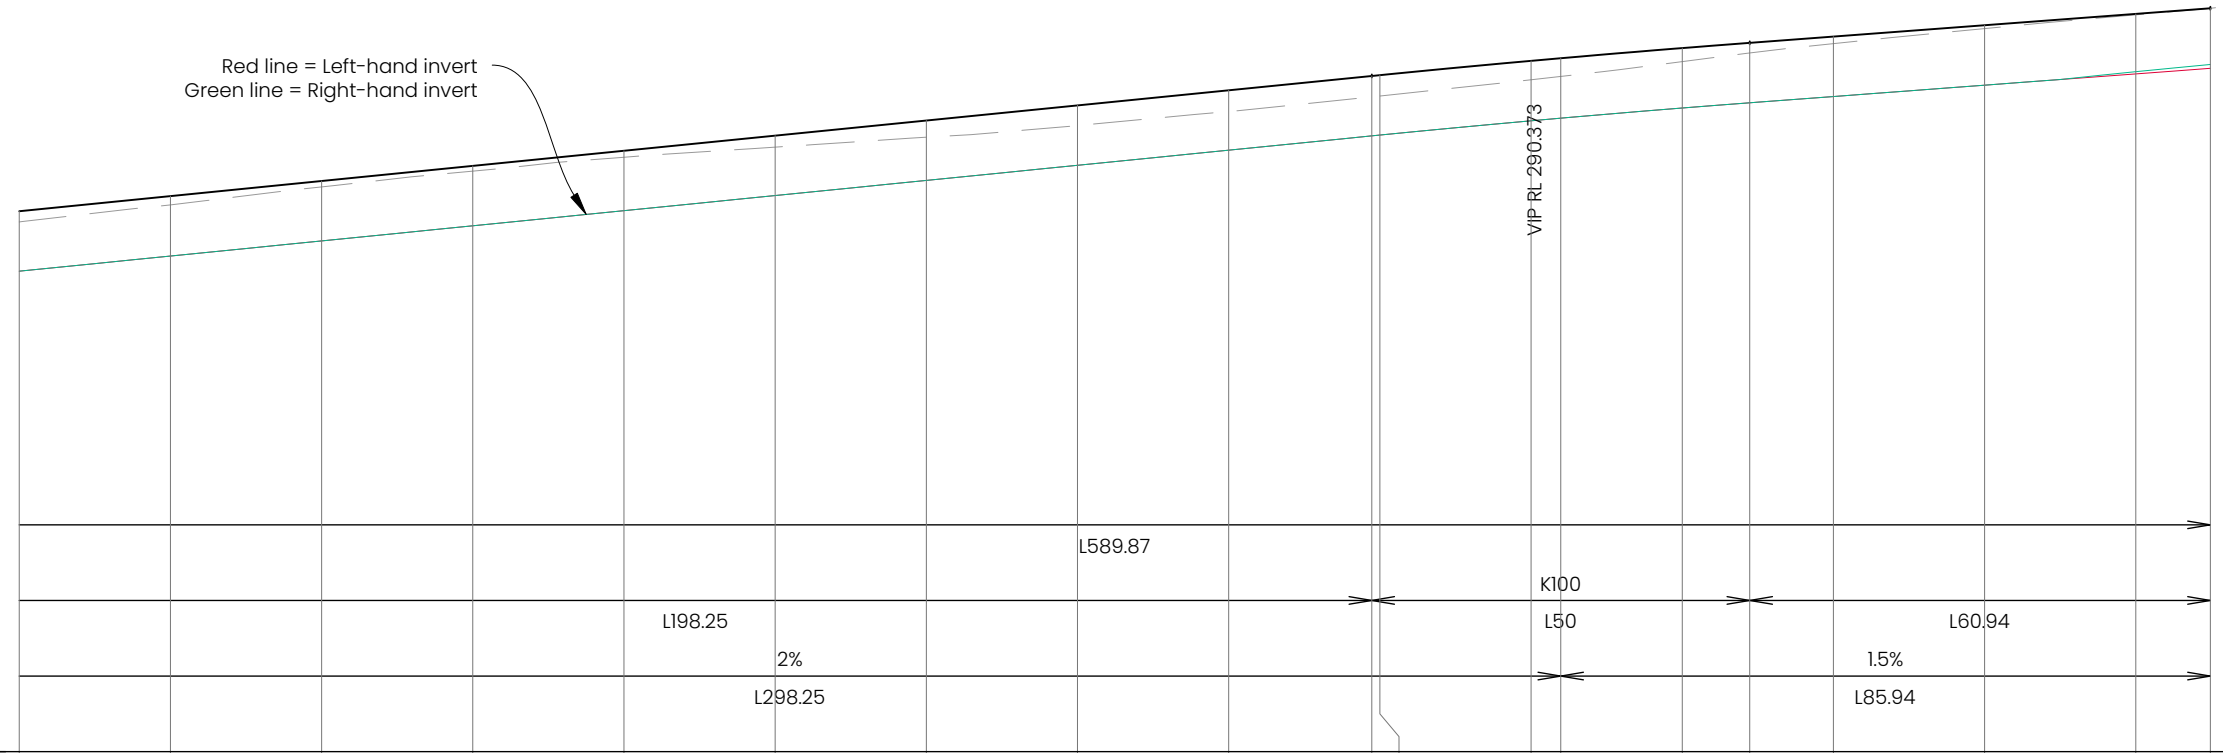 Red line = Left-hand invert
Green line = Right-hand invert
VIP RL 290.373
L589.87
K100
L198.25
L50
L60.94
2%
1.5%
L298.25
L85.94